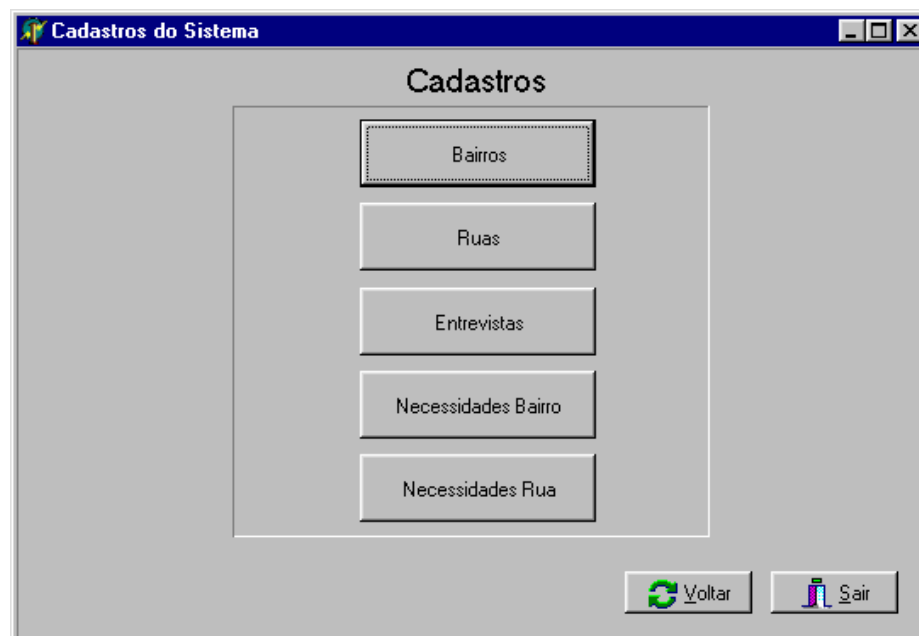 Cadastros do Sistema
Cadastros
Bairros
Ruas
Entrevistas
Necessidades Bairro
Necessidades Rua
Voltar
Sair